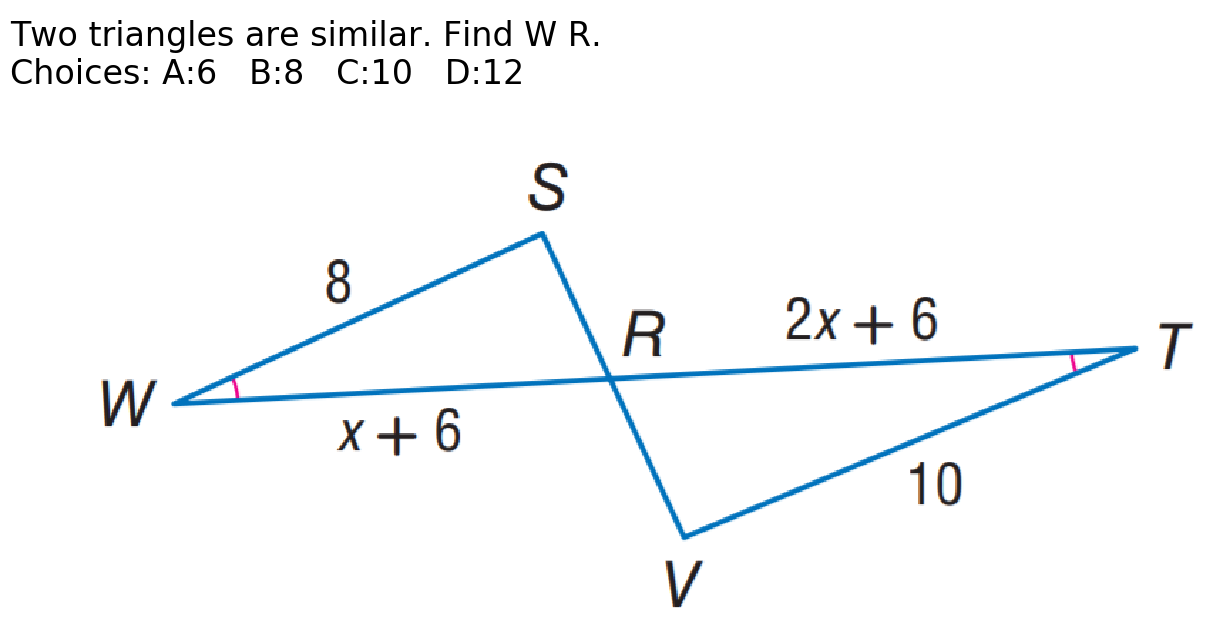 Two triangles are similar. Find W R.
Choices: A:6 B:8 C:10 D:12
S
8
R
2x + 6
T
W
x + 6
10
V